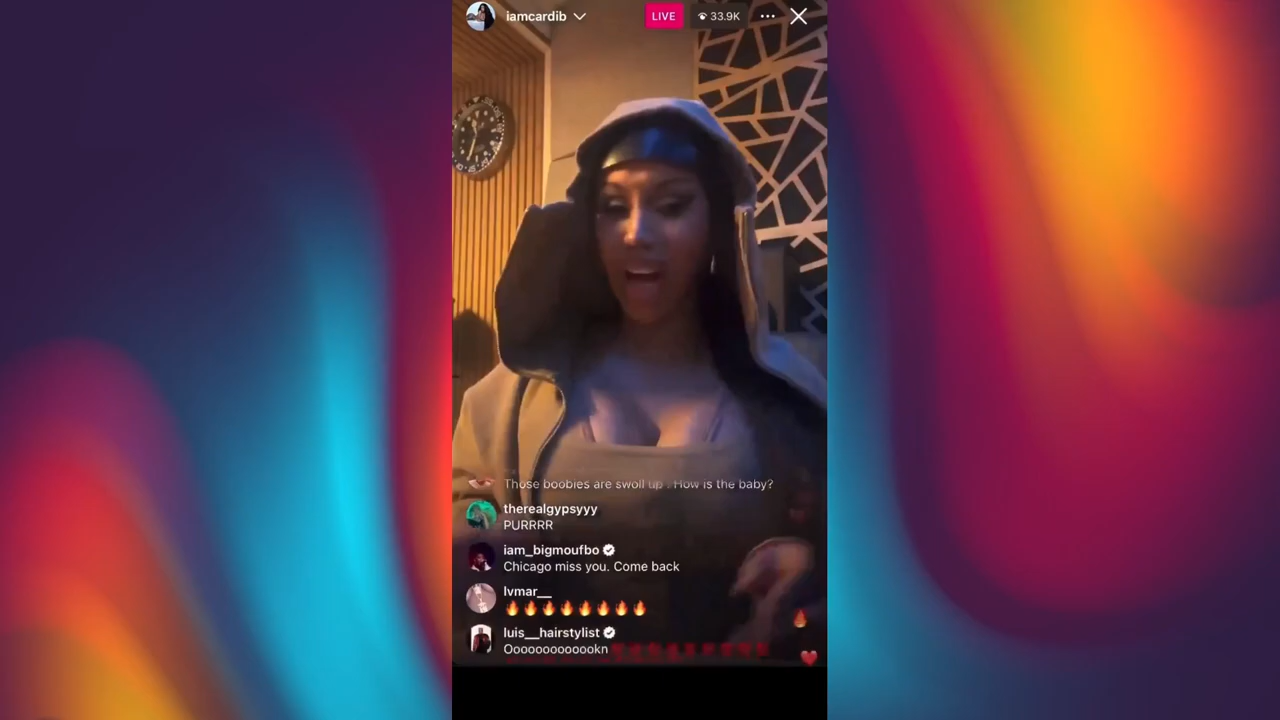 iamcardib
LIVE
33.9K
Those boobies are swoll up . How is the baby?
therealgypsyyy
PURRRR
iam_bigmoufbo
Chicago miss you. Come back
lvmar__
🔥🔥🔥🔥🔥🔥🔥🔥
luis__hairstylist
Ooooooooooookn